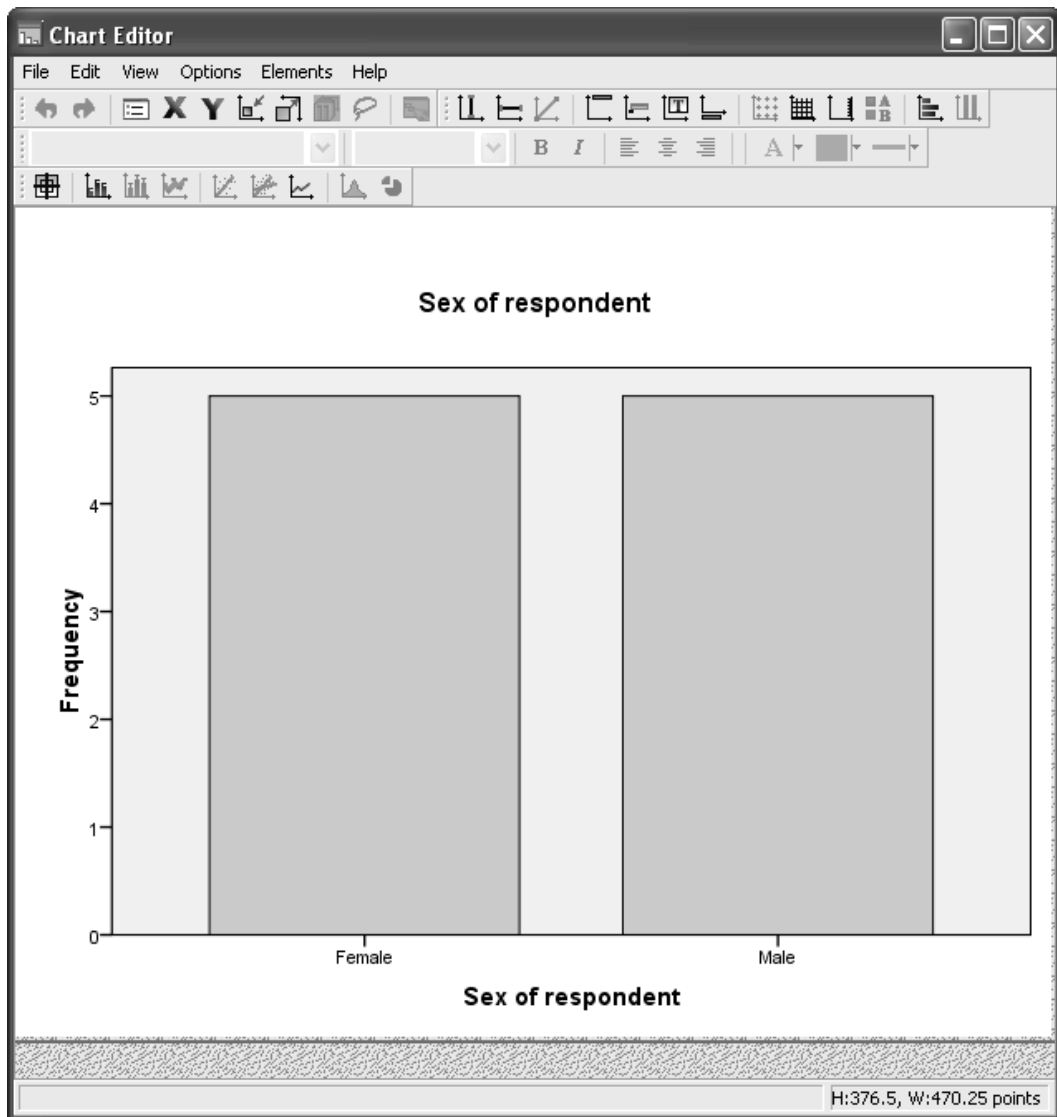 Chart Editor
File Edit View Options Elements Help
X Y
B I A
Sex of respondent
Frequency
5
4
3
2
1
0
Female Male
Sex of respondent
H:376.5, W:470.25 points